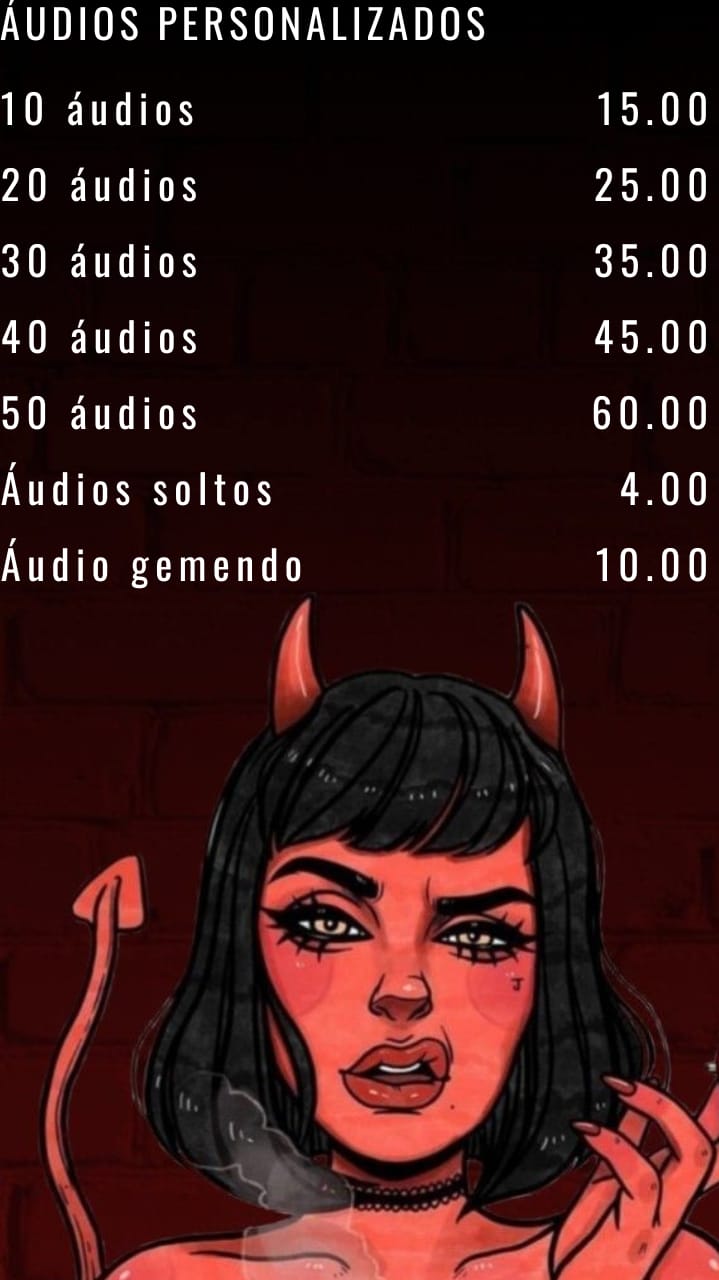 ÁUDIOS PERSONALIZADOS
10 áudios 15.00
20 áudios 25.00
30 áudios 35.00
40 áudios 45.00
50 áudios 60.00
Áudios soltos 4.00
Áudio gemendo 10.00